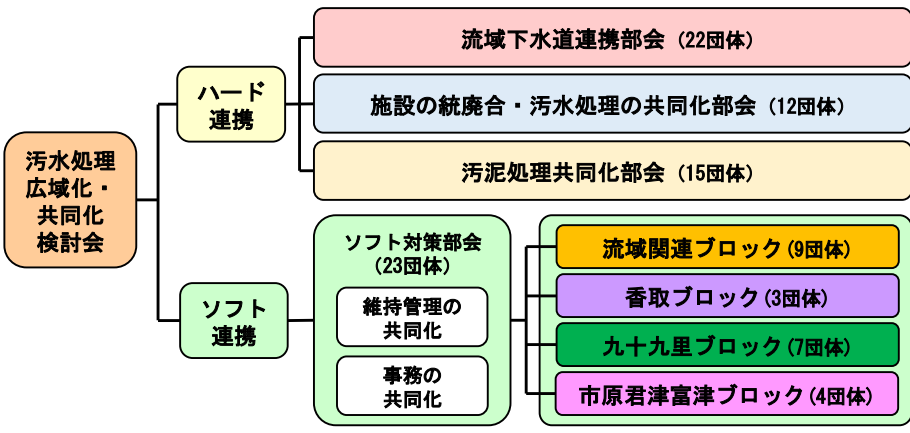 汚水処理
広域化・
共同化
検討会
ハード
連携
流域下水道連携部会（22団体）
施設の統廃合・汚水処理の共同化部会（12団体）
汚泥処理共同化部会（15団体）
ソフト
連携
ソフト対策部会
(23団体)
維持管理の
共同化
事務の
共同化
流域関連ブロック(9団体)
香取ブロック(3団体)
九十九里ブロック(7団体)
市原君津富津ブロック(4団体)